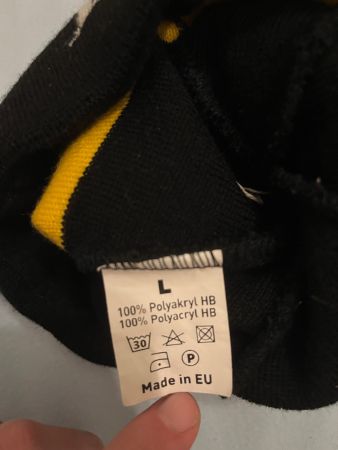 L
100% Polyakryl HB
100% Polyacryl HB
30
P
Made in EU